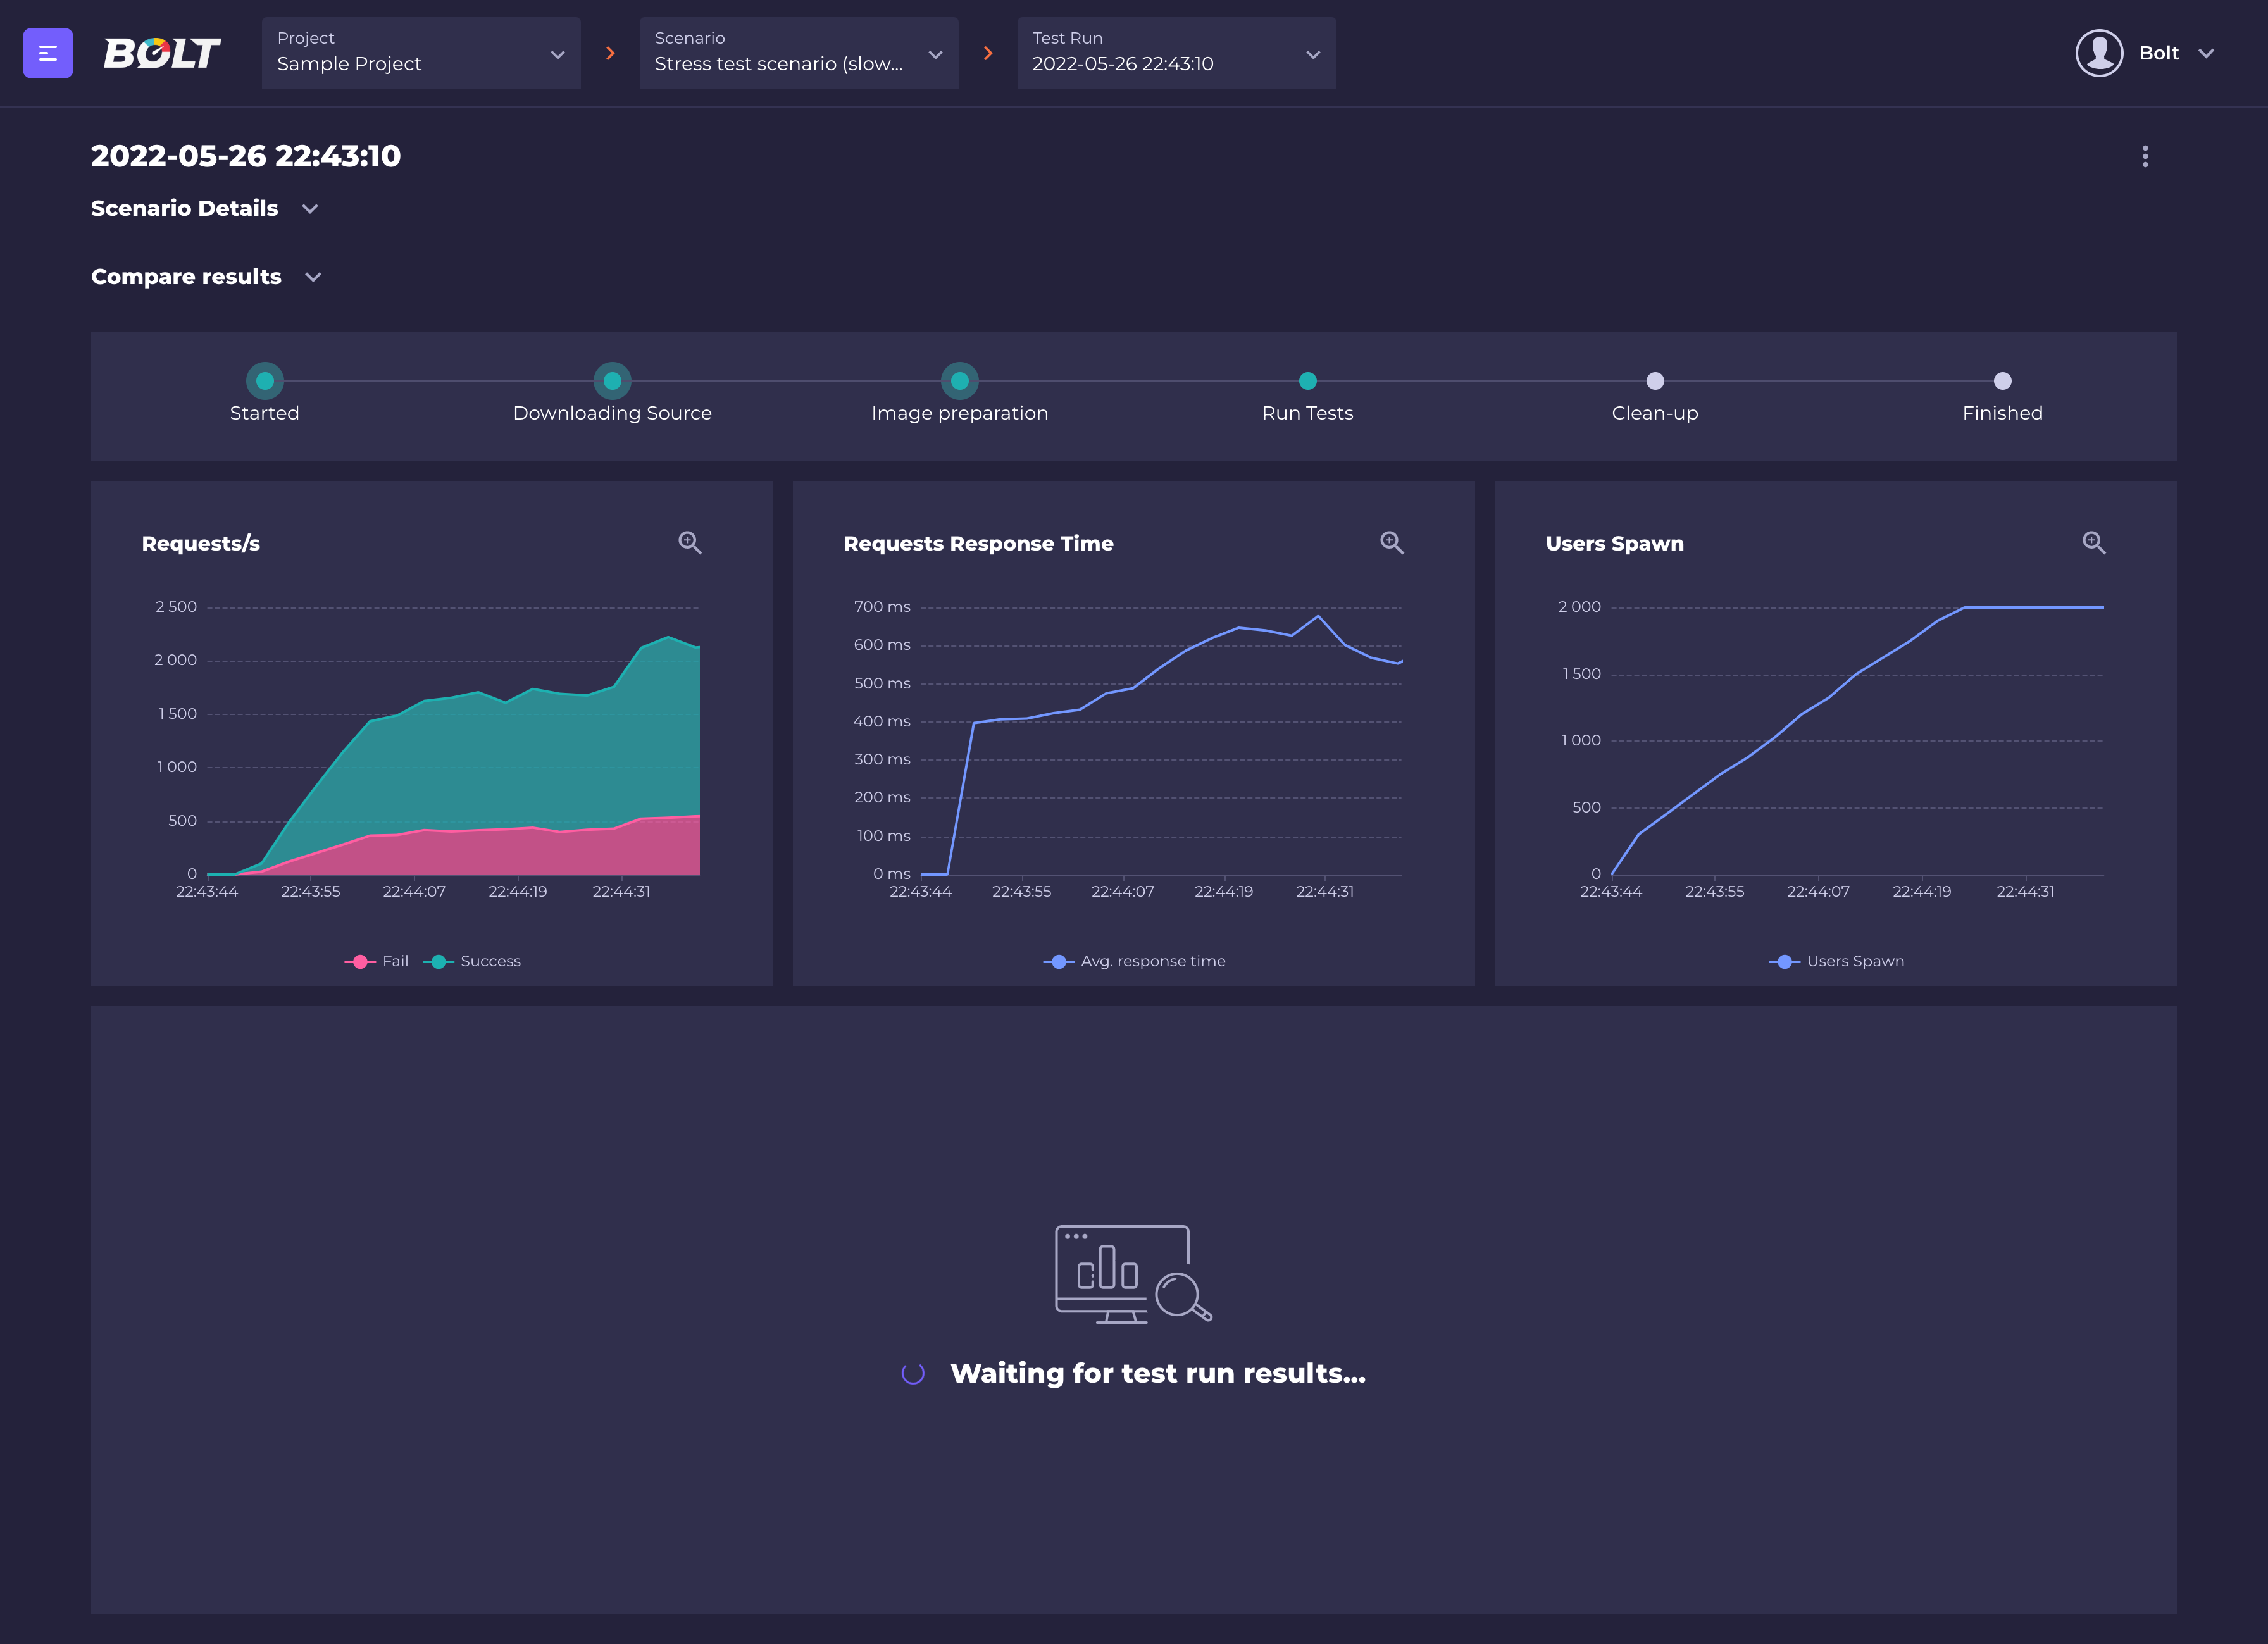 BOLT
Project
Sample Project
Scenario
Stress test scenario (slow...
Test Run
2022-05-26 22:43:10
Bolt
2022-05-26 22:43:10
Scenario Details
Compare results
Started
Downloading Source
Image preparation
Run Tests
Clean-up
Finished
Requests/s
2 500
2 000
1 500
1 000
500
0
22:43:44 22:43:55 22:44:07 22:44:19 22:44:31
Fail Success
Requests Response Time
700 ms
600 ms
500 ms
400 ms
300 ms
200 ms
100 ms
0 ms
22:43:44 22:43:55 22:44:07 22:44:19 22:44:31
Avg. response time
Users Spawn
2 000
1 500
1 000
500
0
22:43:44 22:43:55 22:44:07 22:44:19 22:44:31
Users Spawn
Waiting for test run results...